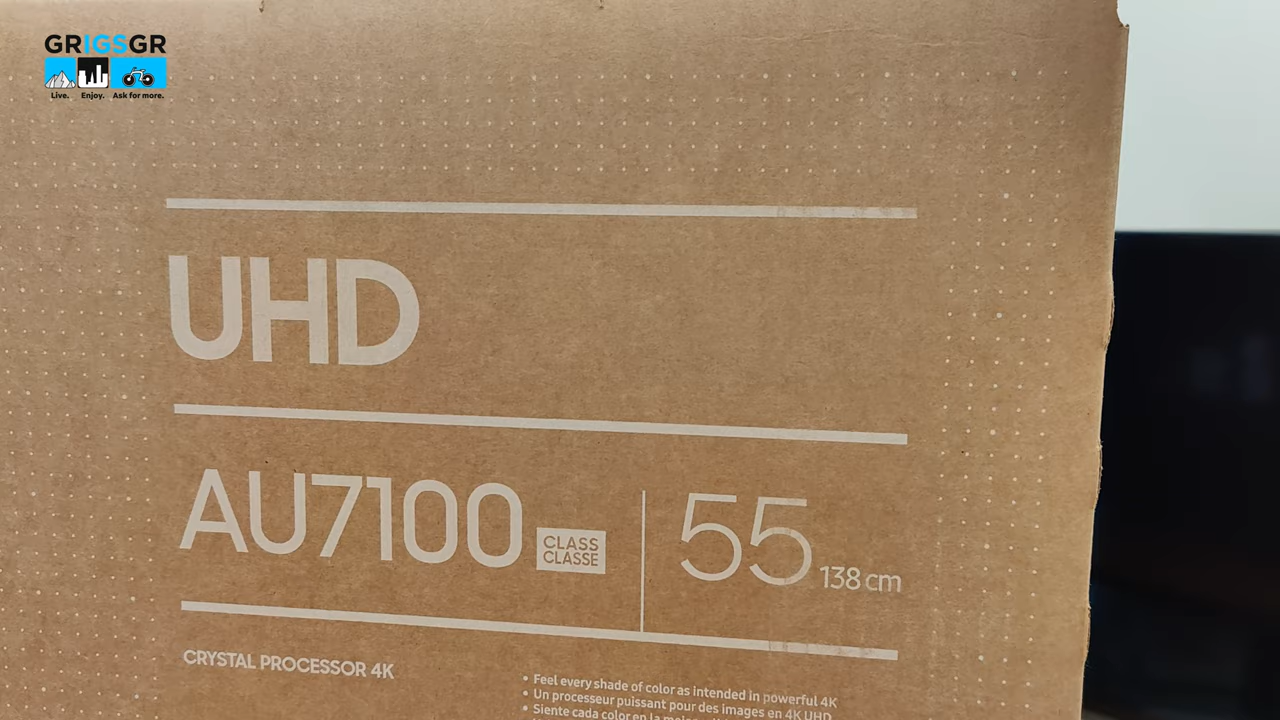 GRIGSGR
Live. Enjoy. Ask for more.
UHD
AU7100 CLASS
CLASSE
55 138 cm
CRYSTAL PROCESSOR 4K
• Feel every shade of color as intended in powerful 4K
• Un processeur puissant pour des images en 4K UHD
• Siente cada color en la